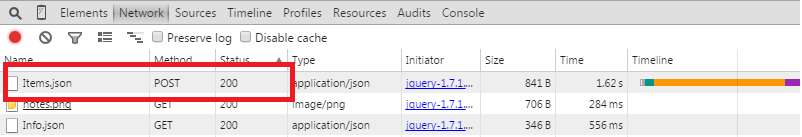 Elements Network Sources Timeline Profiles Resources Audits Console
Preserve log Disable cache
Name Method Status Type Initiator Size Time Timeline
Items.json POST 200 application/json jquery-1.7.1.... 841 B 1.62 s
notes.png GET 200 image/png jquery-1.7.1.... 706 B 284 ms
Info.json GET 200 application/json jquery-1.7.1.... 346 B 556 ms